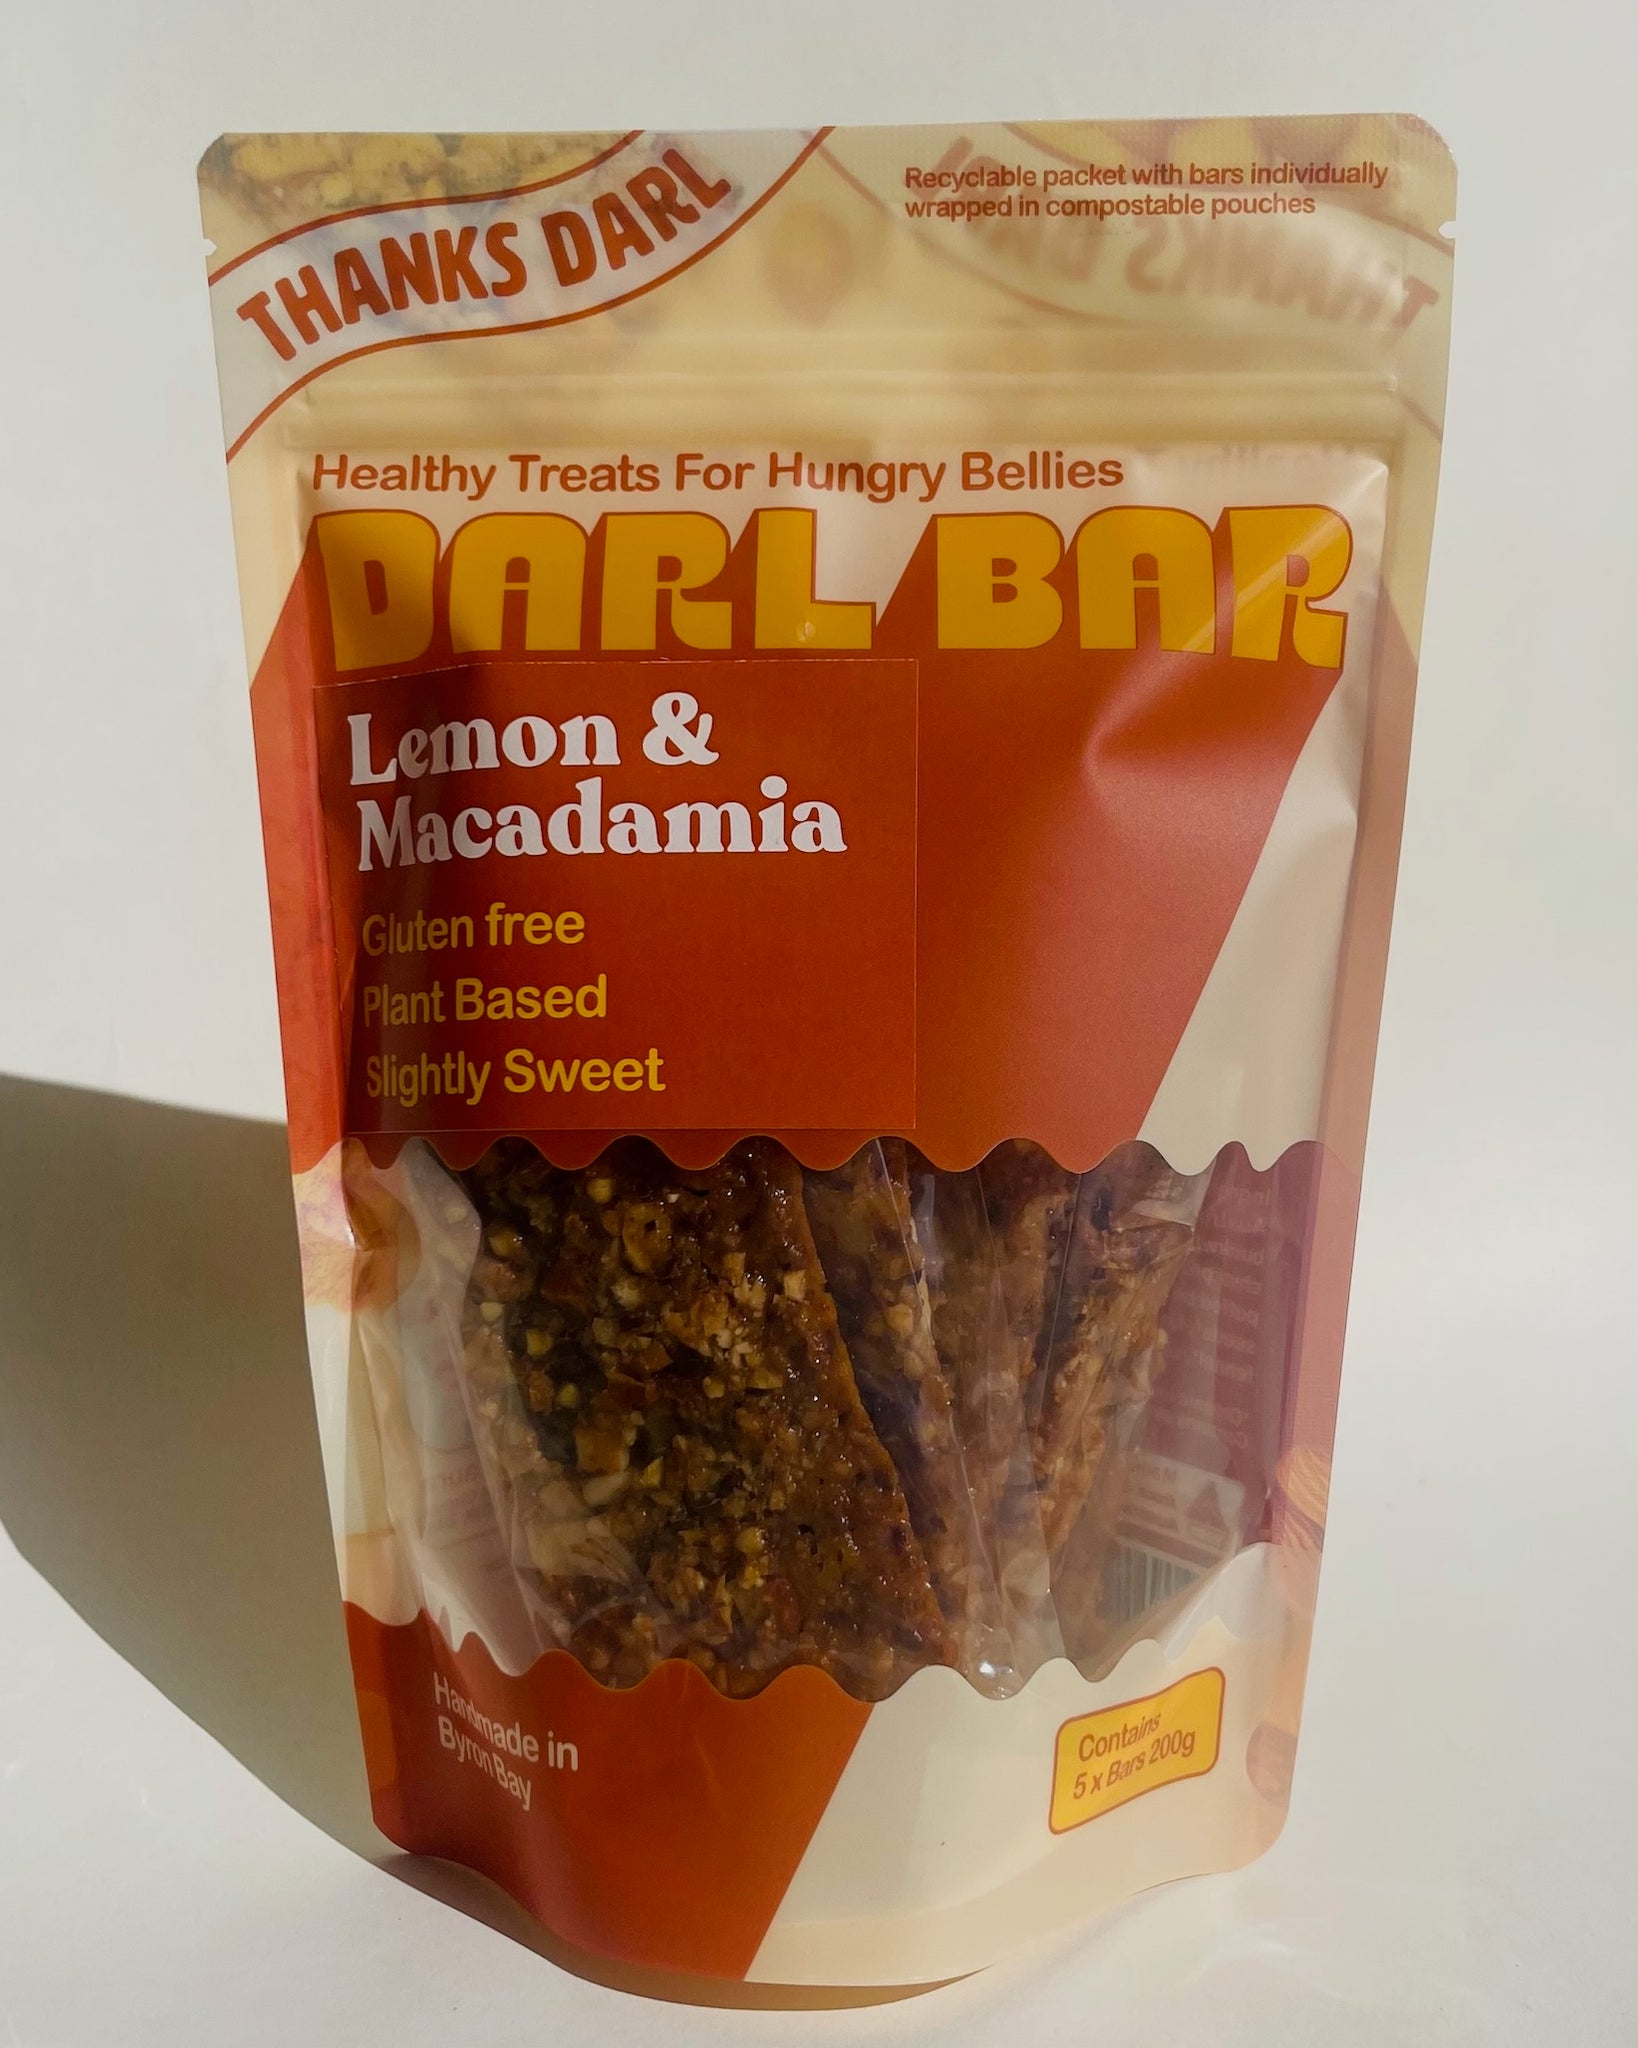 THANKS DARL
Recyclable packet with bars individually
wrapped in compostable pouches
Healthy Treats For Hungry Bellies
DARL BAR
Lemon &
Macadamia
Gluten free
Plant Based
Slightly Sweet
Handmade in
Byron Bay
Contains
5 x Bars 200g